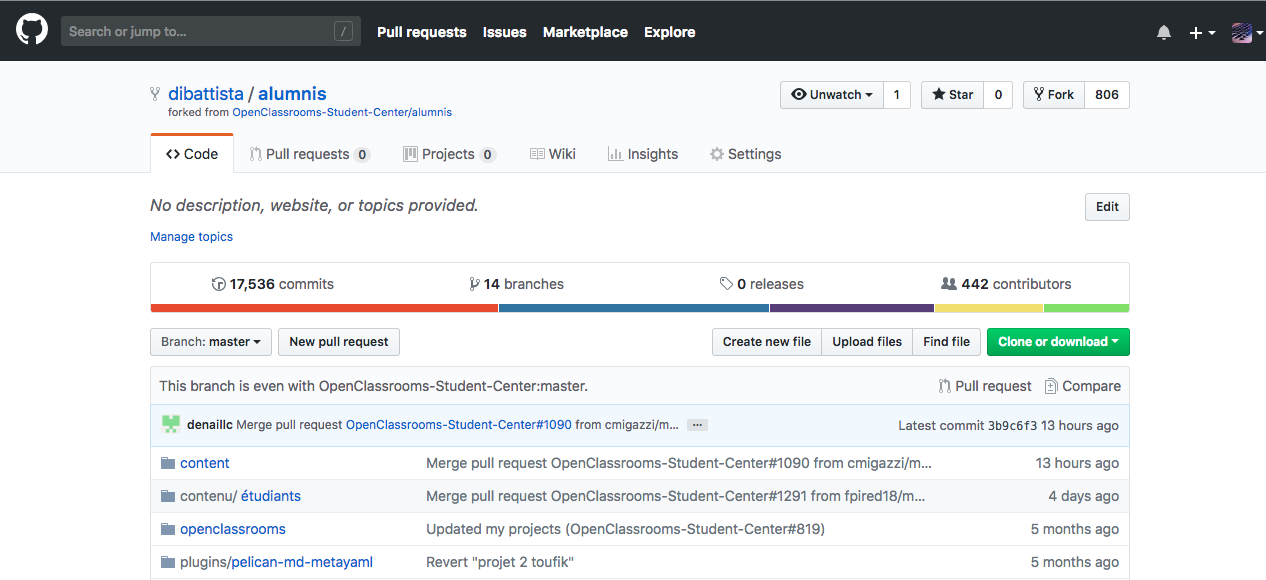 Search or jump to... / Pull requests Issues Marketplace Explore
dibattista / alumnis Unwatch 1 Star 0 Fork 806
forked from OpenClassrooms-Student-Center/alumnis
Code Pull requests 0 Projects 0 Wiki Insights Settings
No description, website, or topics provided. Edit
Manage topics
17,536 commits 14 branches 0 releases 442 contributors
Branch: master New pull request Create new file Upload files Find file Clone or download
This branch is even with OpenClassrooms-Student-Center:master. Pull request Compare
denaillc Merge pull request OpenClassrooms-Student-Center#1090 from cmigazzi/m... ... Latest commit 3b9c6f3 13 hours ago
content Merge pull request OpenClassrooms-Student-Center#1090 from cmigazzi/m... 13 hours ago
contenu/ étudiants Merge pull request OpenClassrooms-Student-Center#1291 from fpired18/m... 4 days ago
openclassrooms Updated my projects (OpenClassrooms-Student-Center#819) 5 months ago
plugins/pelican-md-metayaml Revert "projet 2 toufik" 5 months ago